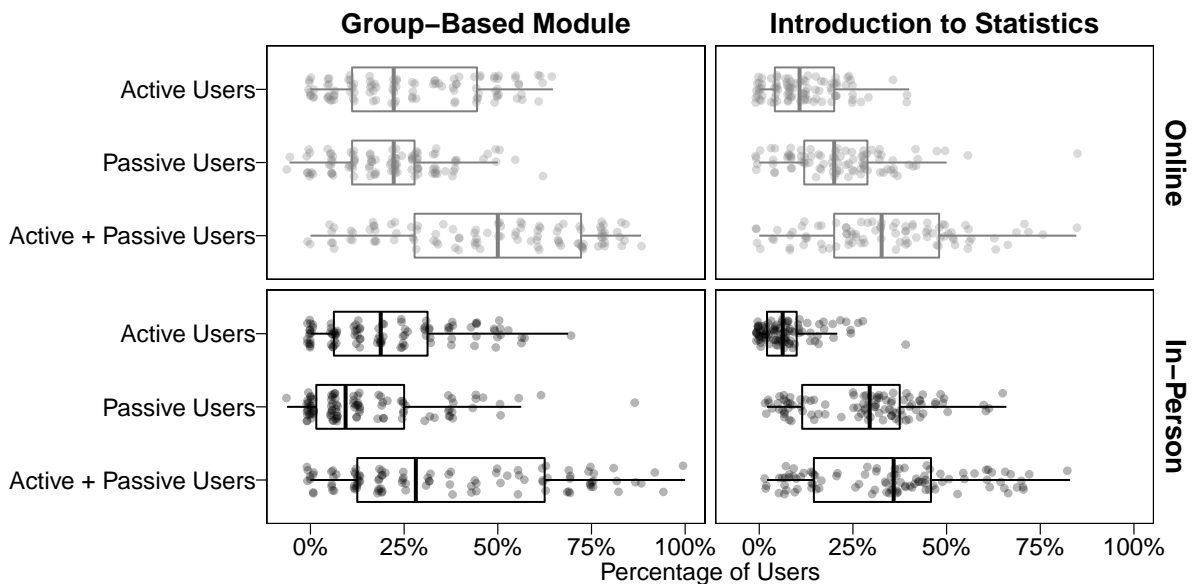 Group–Based Module
Introduction to Statistics
Active Users
Passive Users
Active + Passive Users
Online
Active Users
Passive Users
Active + Passive Users
In–Person
0% 25% 50% 75% 100%
0% 25% 50% 75% 100%
Percentage of Users